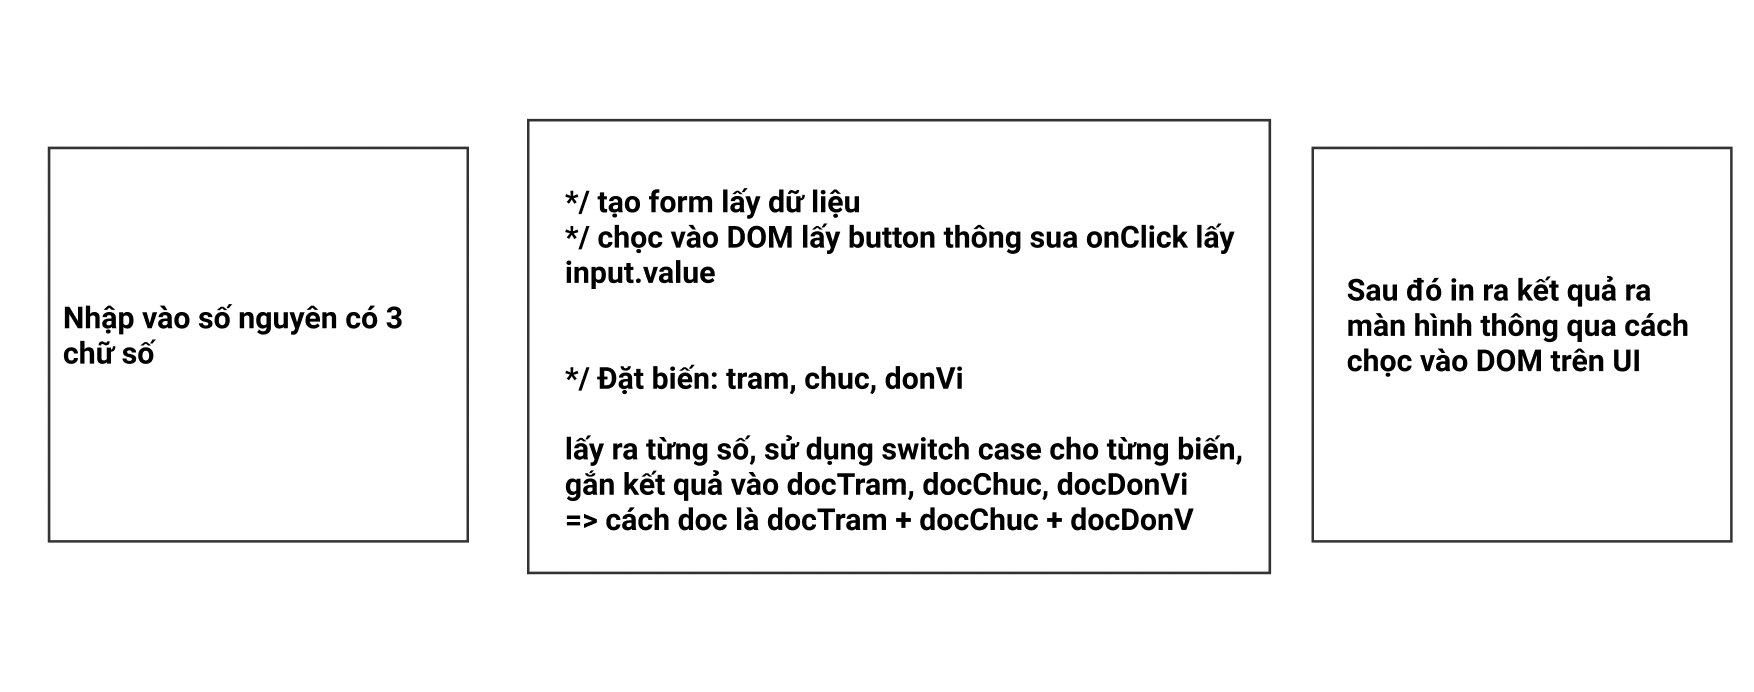 Nhập vào số nguyên có 3
chữ số
*/ tạo form lấy dữ liệu
*/ chọc vào DOM lấy button thông sua onClick lấy
input.value
*/ Đặt biến: tram, chuc, donVi
lấy ra từng số, sử dụng switch case cho từng biến,
gắn kết quả vào docTram, docChuc, docDonVi
=> cách doc là docTram + docChuc + docDonV
Sau đó in ra kết quả ra
màn hình thông qua cách
chọc vào DOM trên UI